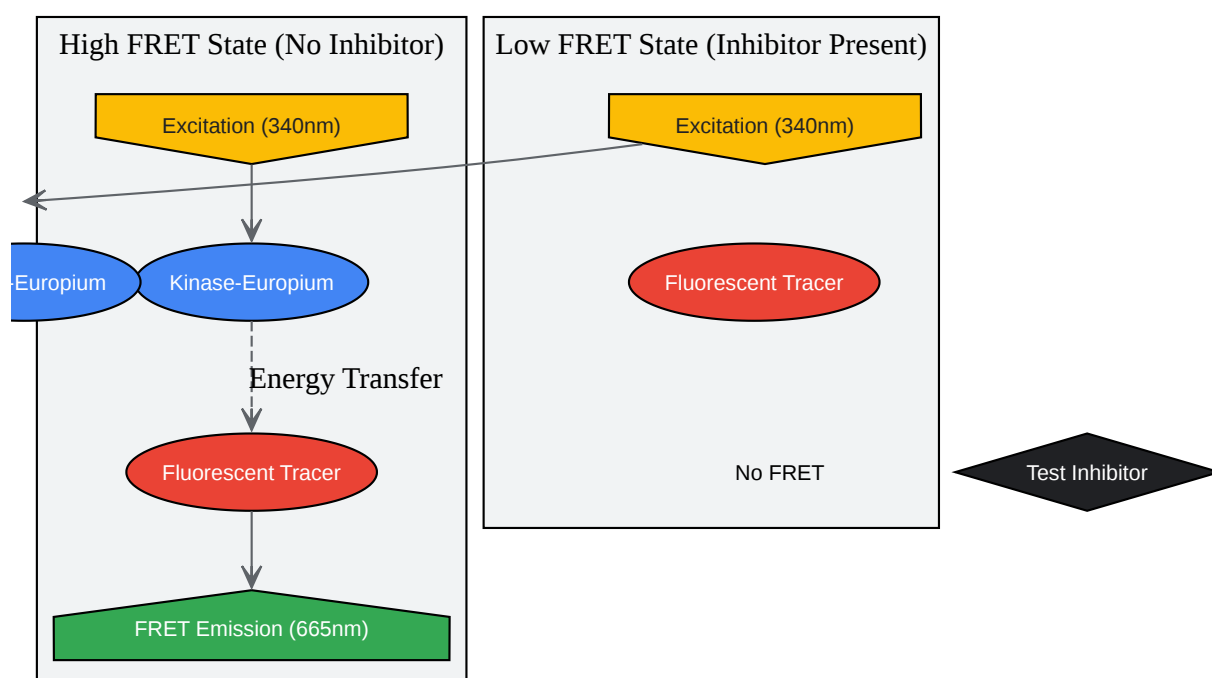 High FRET State (No Inhibitor)
Excitation (340nm)
-Europium
Kinase-Europium
Energy Transfer
Fluorescent Tracer
FRET Emission (665nm)
Low FRET State (Inhibitor Present)
Excitation (340nm)
Fluorescent Tracer
No FRET
Test Inhibitor